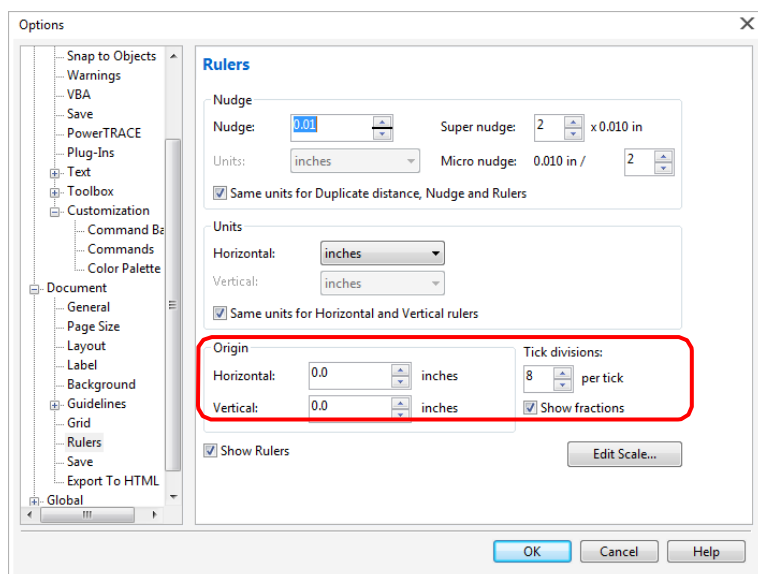 Options
Snap to Objects
Warnings
VBA
Save
PowerTRACE
Plug-Ins
Text
Toolbox
Customization
Command Ba
Commands
Color Palette
Document
General
Page Size
Layout
Label
Background
Guidelines
Grid
Rulers
Save
Export To HTML
Global
Rulers
Nudge
Nudge: 0.01 Super nudge: 2 x 0.010 in
Units: inches Micro nudge: 0.010 in / 2
Same units for Duplicate distance, Nudge and Rulers
Units
Horizontal: inches
Vertical: inches
Same units for Horizontal and Vertical rulers
Origin
Horizontal: 0.0 inches
Vertical: 0.0 inches
Tick divisions:
8 per tick
Show fractions
Show Rulers
Edit Scale...
OK Cancel Help